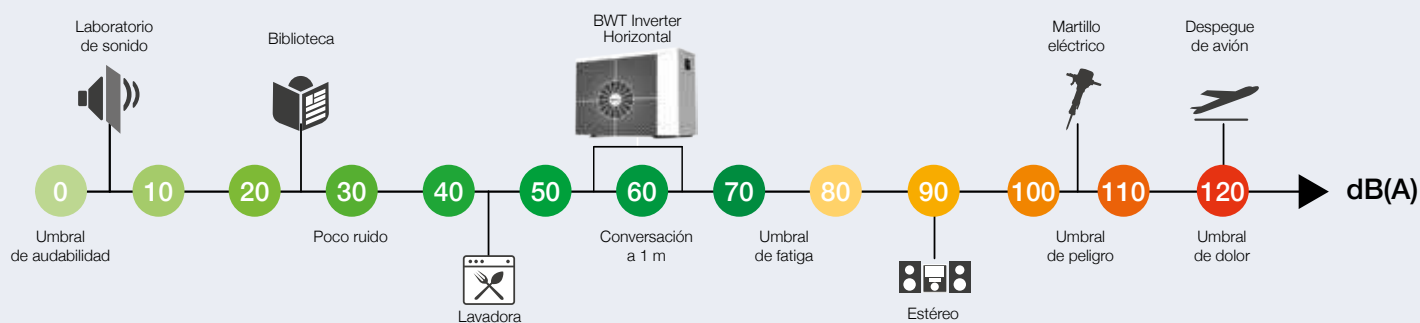 Laboratorio
de sonido
Biblioteca
BWT Inverter
Horizontal
Martillo
eléctrico
Despegue
de avión
0
10
20
30
40
50
60
70
80
90
100
110
120
dB(A)
Umbral
de audabilidad
Poco ruido
Conversación
a 1 m
Umbral
de fatiga
Umbral
de peligro
Umbral
de dolor
Lavadora
Estéreo